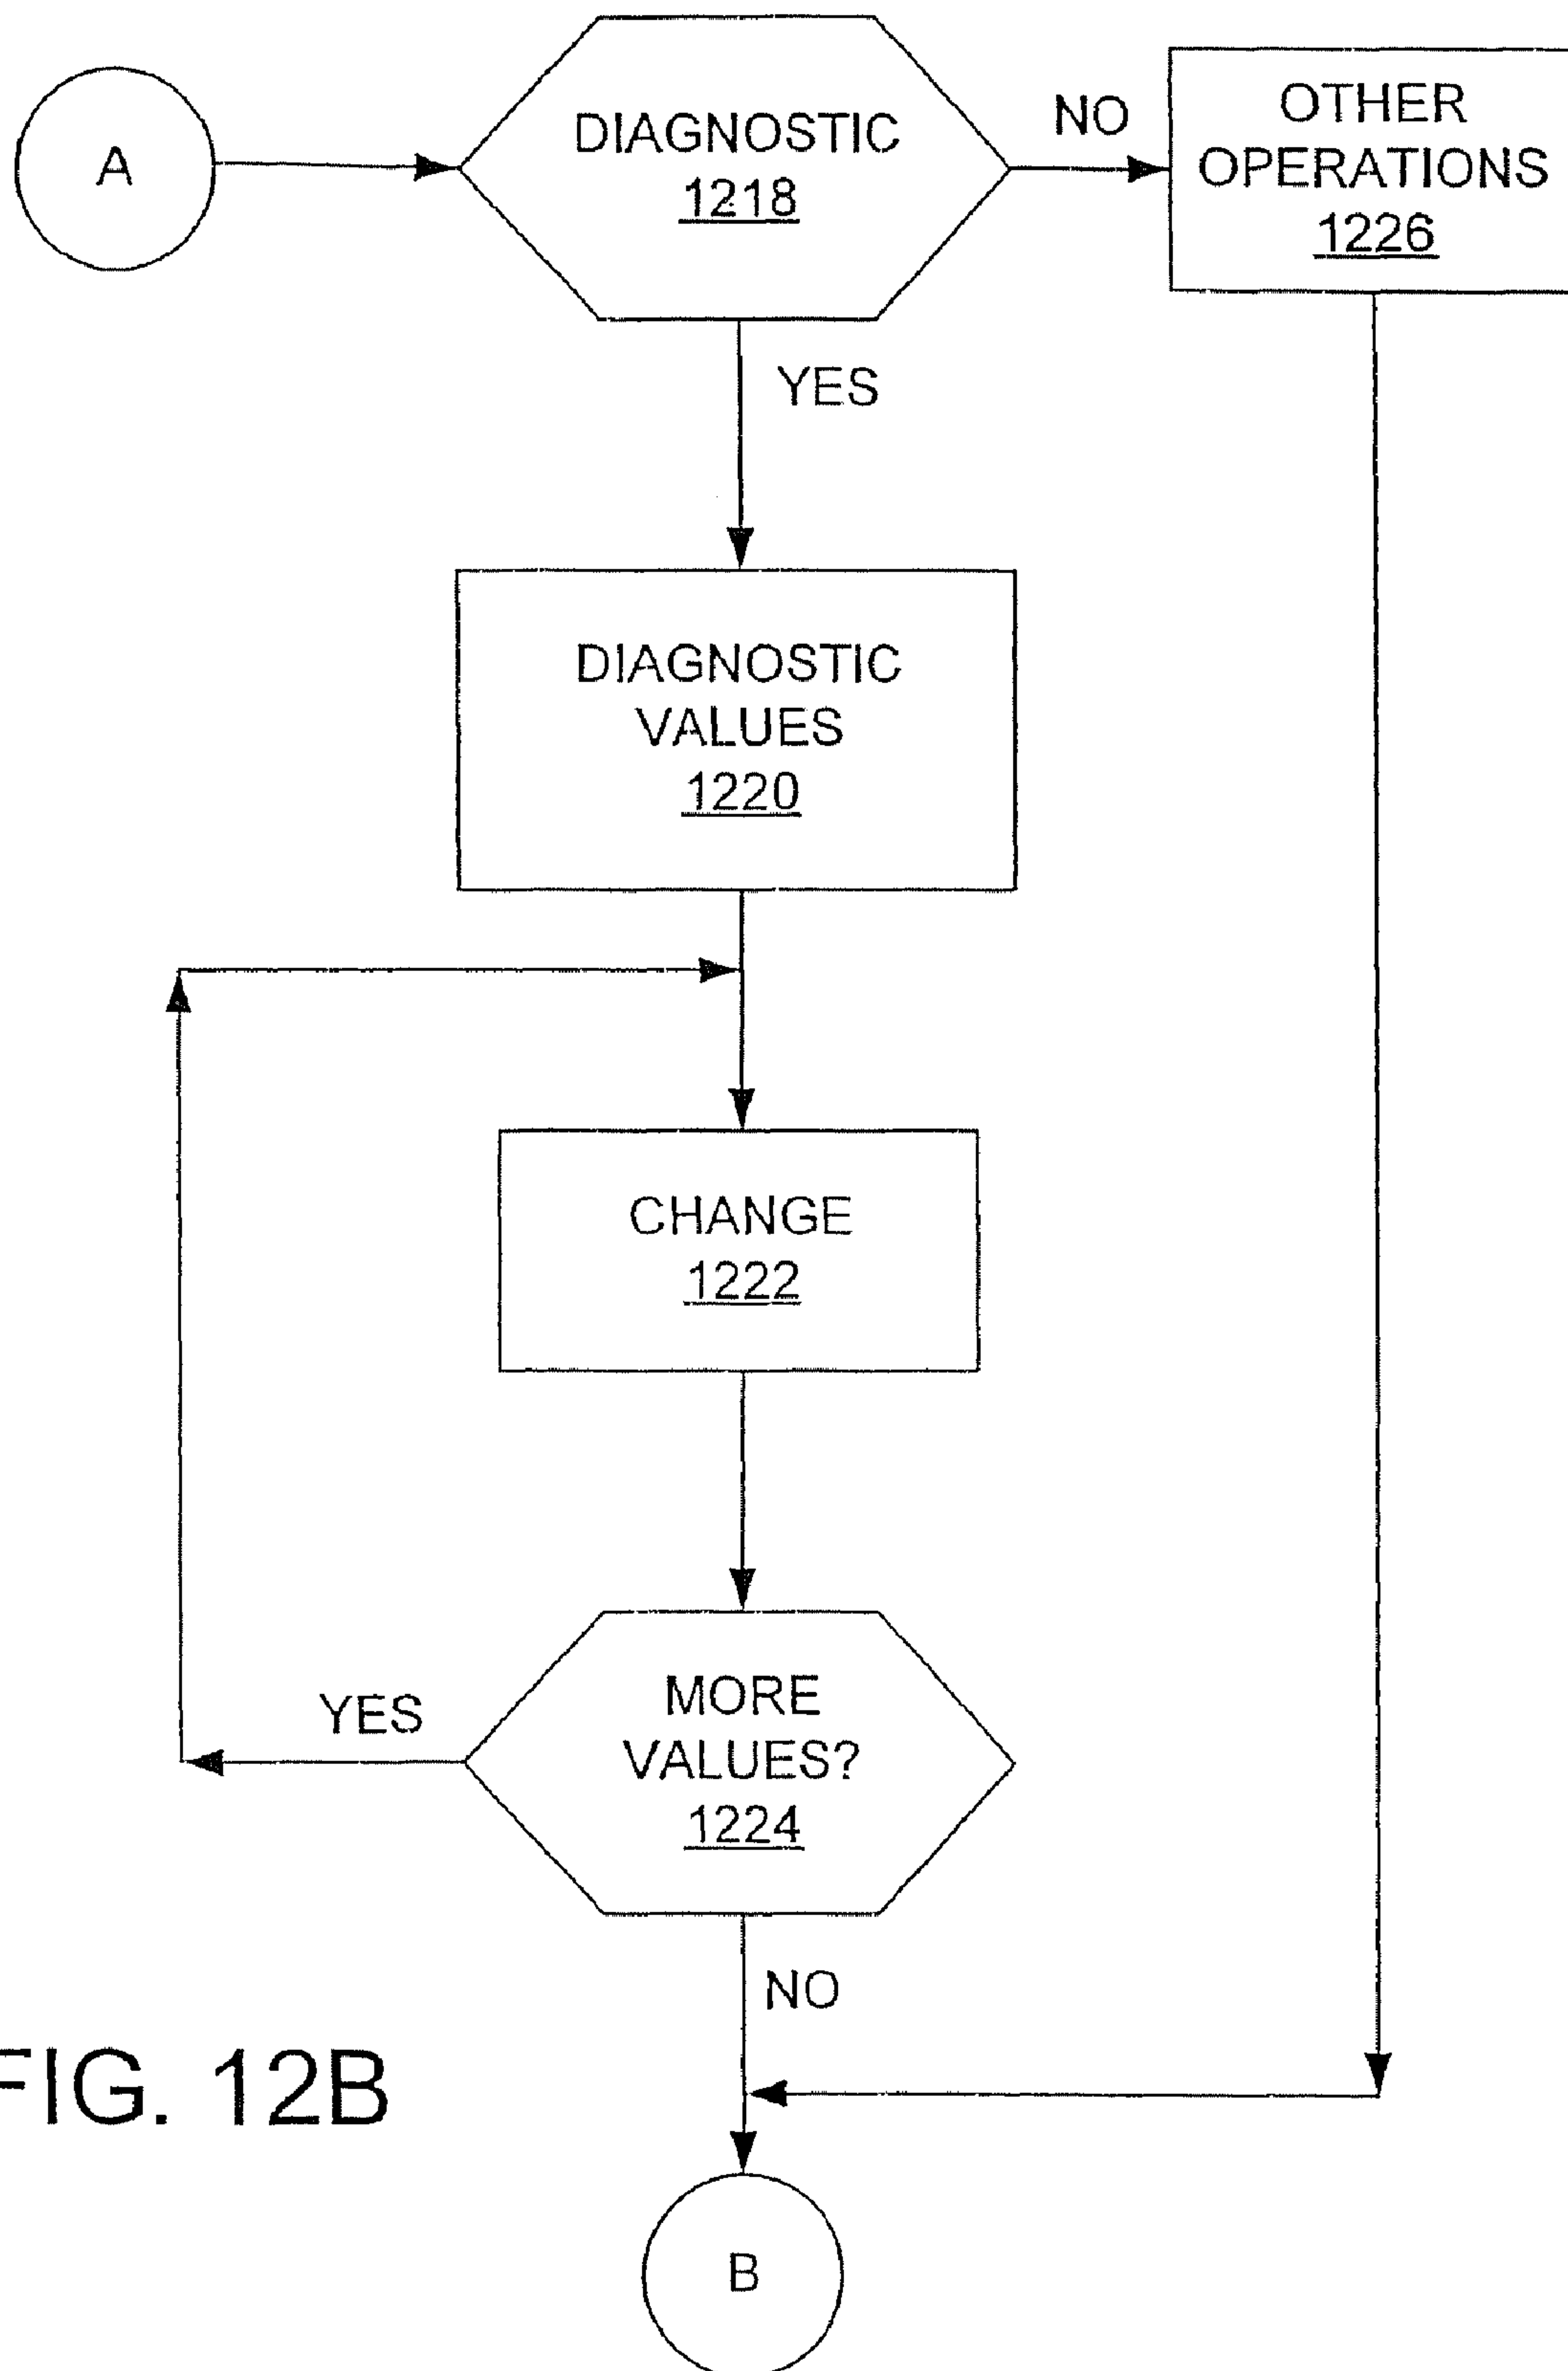 A
DIAGNOSTIC
1218
NO
OTHER
OPERATIONS
1226
YES
DIAGNOSTIC
VALUES
1220
CHANGE
1222
YES
MORE
VALUES?
1224
NO
FIG. 12B
B